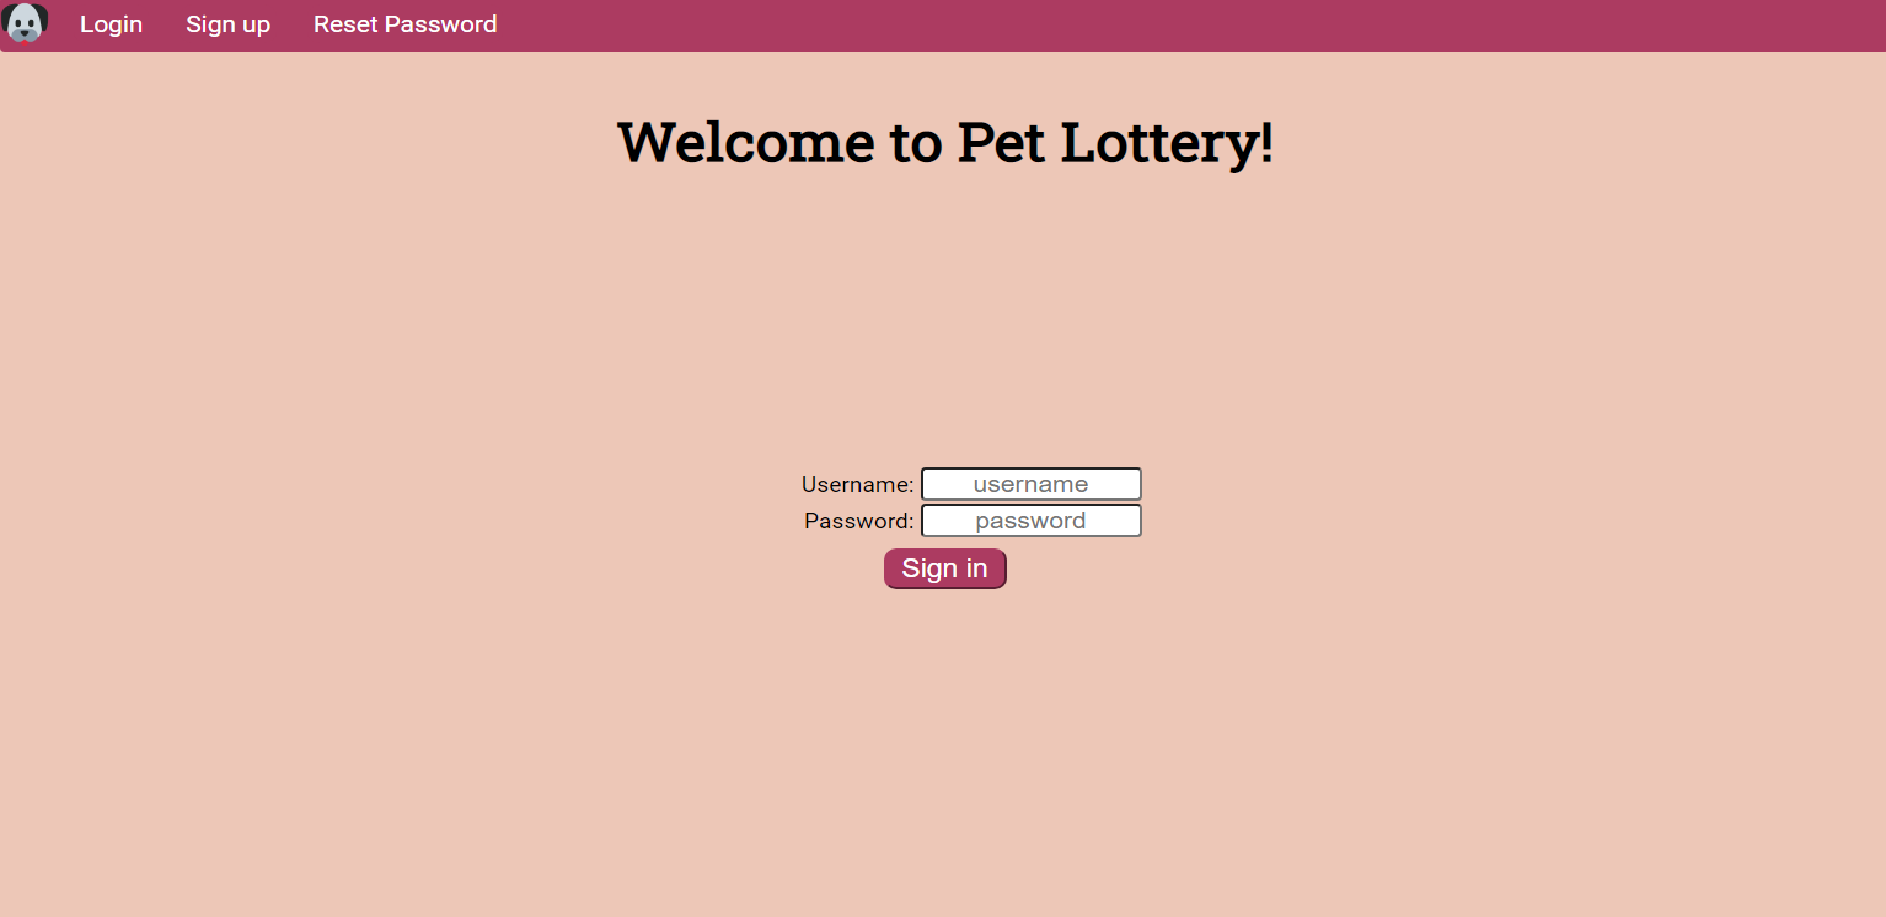 Login Sign up Reset Password
Welcome to Pet Lottery!
Username: username
Password: password
Sign in